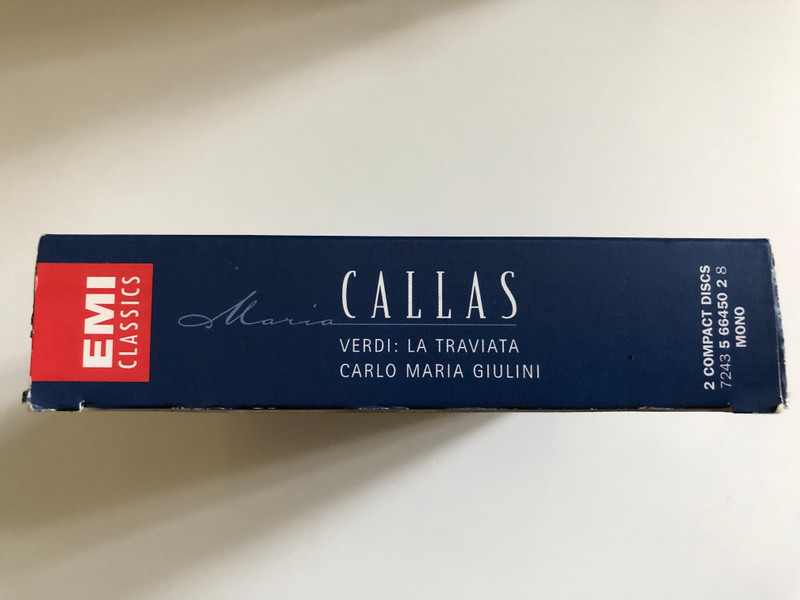 EMI
CLASSICS
Maria CALLAS
VERDI: LA TRAVIATA
CARLO MARIA GIULINI
2 COMPACT DISCS
7243 5 66450 2 8
MONO